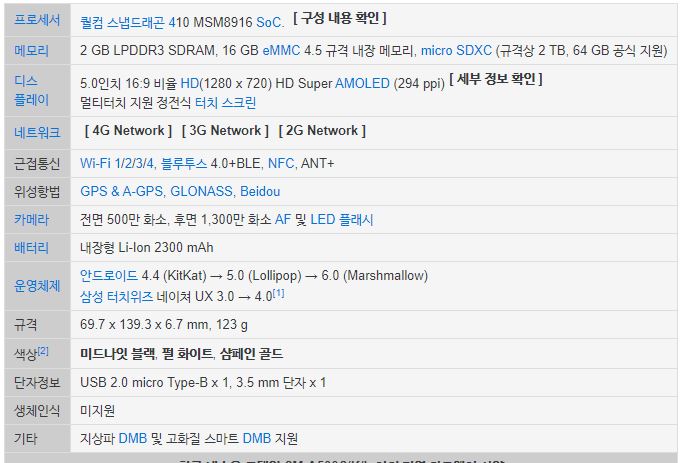 프로세서 퀄컴 스냅드래곤 410 MSM8916 SoC. [ 구성 내용 확인 ]
메모리 2 GB LPDDR3 SDRAM, 16 GB eMMC 4.5 규격 내장 메모리, micro SDXC (규격상 2 TB, 64 GB 공식 지원)
디스
플레이
5.0인치 16:9 비율 HD(1280 x 720) HD Super AMOLED (294 ppi) [ 세부 정보 확인 ]
멀티터치 지원 정전식 터치 스크린
네트워크 [ 4G Network ] [ 3G Network ] [ 2G Network ]
근접통신 Wi-Fi 1/2/3/4, 블루투스 4.0+BLE, NFC, ANT+
위성항법 GPS & A-GPS, GLONASS, Beidou
카메라 전면 500만 화소, 후면 1,300만 화소 AF 및 LED 플래시
배터리 내장형 Li-Ion 2300 mAh
운영체제
안드로이드 4.4 (KitKat) → 5.0 (Lollipop) → 6.0 (Marshmallow)
삼성 터치위즈 네이쳐 UX 3.0 → 4.0[1]
규격 69.7 x 139.3 x 6.7 mm, 123 g
색상[2] 미드나잇 블랙, 펄 화이트, 샴페인 골드
단자정보 USB 2.0 micro Type-B x 1, 3.5 mm 단자 x 1
생체인식 미지원
기타 지상파 DMB 및 고화질 스마트 DMB 지원